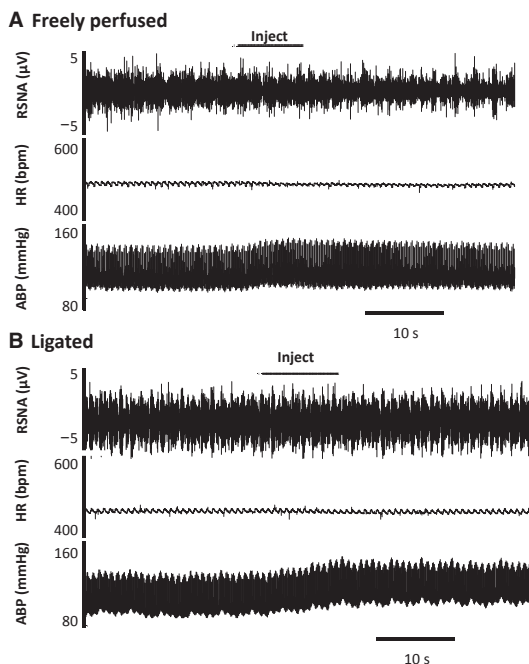 A Freely perfused
Inject
RSNA (µV)
5
−5
HR (bpm)
600
400
ABP (mmHg)
160
80
10 s
B Ligated
Inject
RSNA (µV)
5
−5
HR (bpm)
600
400
ABP (mmHg)
160
80
10 s